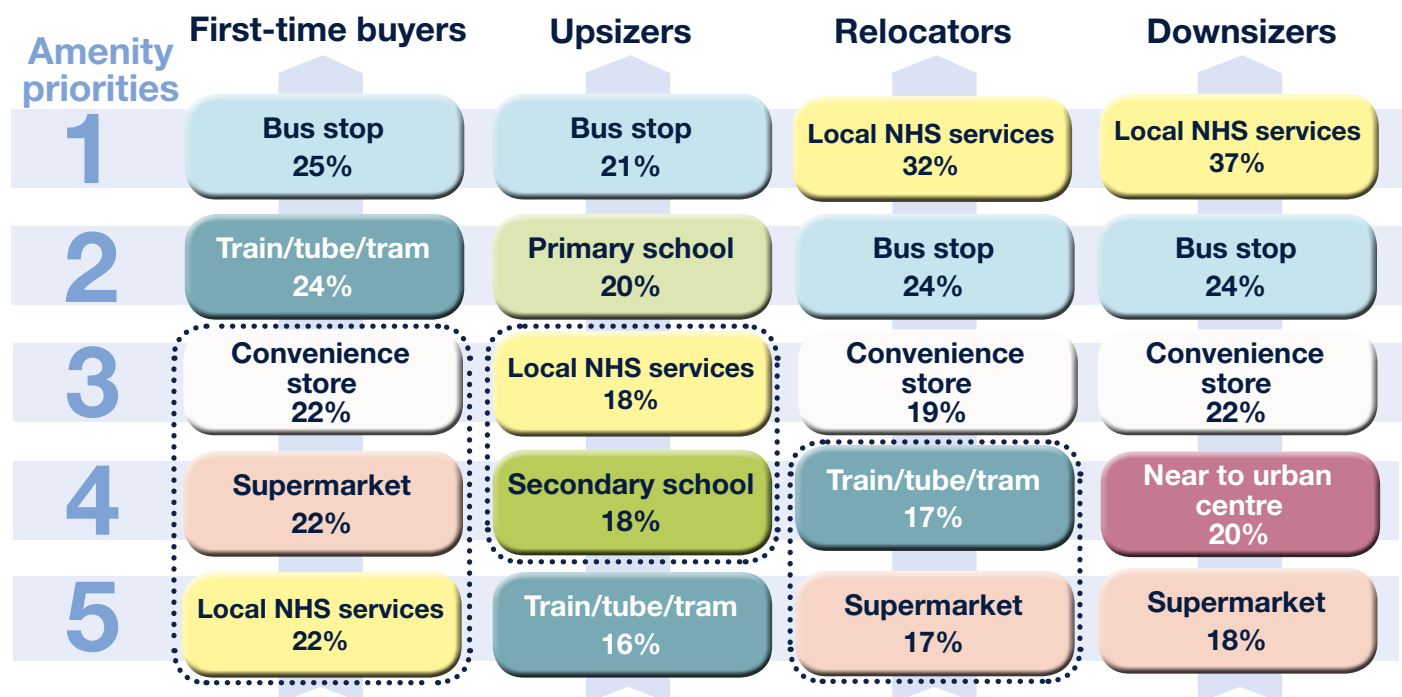 Amenity
priorities
First-time buyers
Upsizers
Relocators
Downsizers
1
Bus stop
25%
Bus stop
21%
Local NHS services
32%
Local NHS services
37%
2
Train/tube/tram
24%
Primary school
20%
Bus stop
24%
Bus stop
24%
3
Convenience
store
22%
Local NHS services
18%
Convenience
store
19%
Convenience
store
22%
4
Supermarket
22%
Secondary school
18%
Train/tube/tram
17%
Near to urban
centre
20%
5
Local NHS services
22%
Train/tube/tram
16%
Supermarket
17%
Supermarket
18%